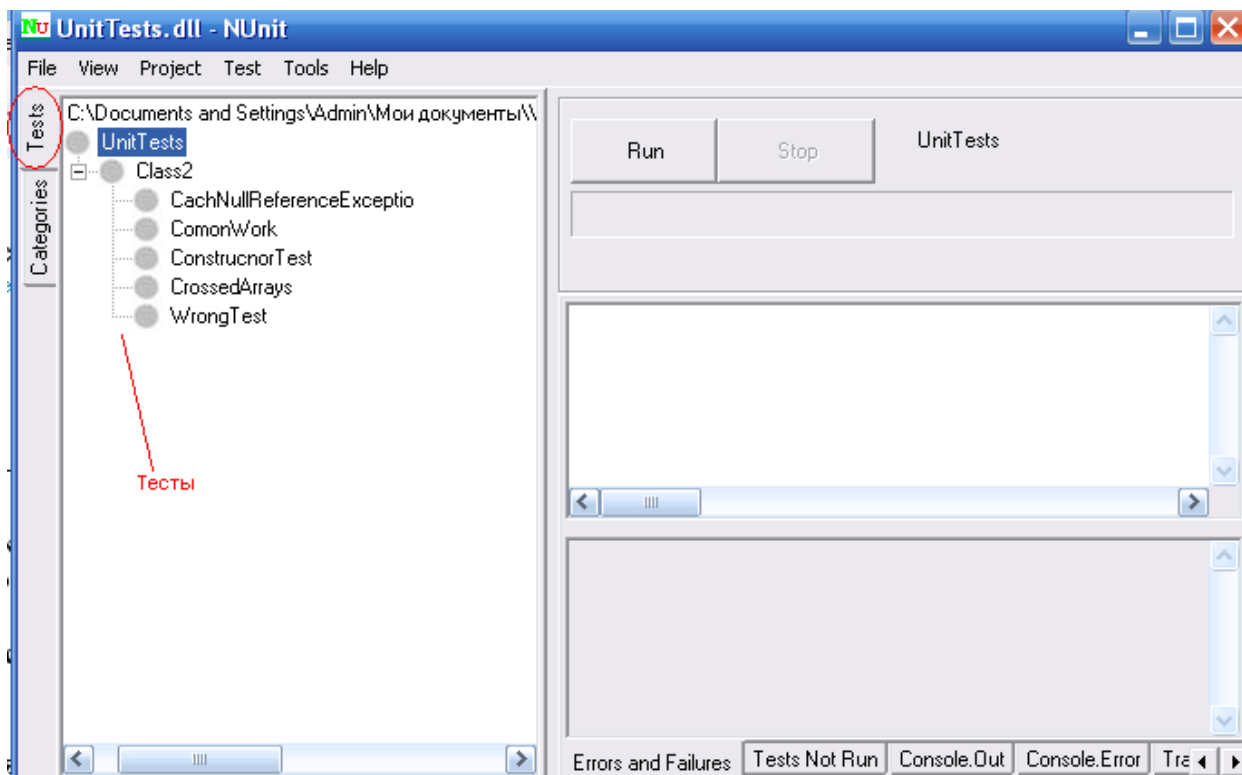 Nu UnitTests.dll - NUnit
File View Project Test Tools Help
Tests
Categories
C:\Documents and Settings\Admin\Мои документы\\
UnitTests
Class2
CachNullReferenceExceptio
ComonWork
ConstrucnorTest
CrossedArrays
WrongTest
Тесты
Run Stop UnitTests
Errors and Failures Tests Not Run Console.Out Console.Error